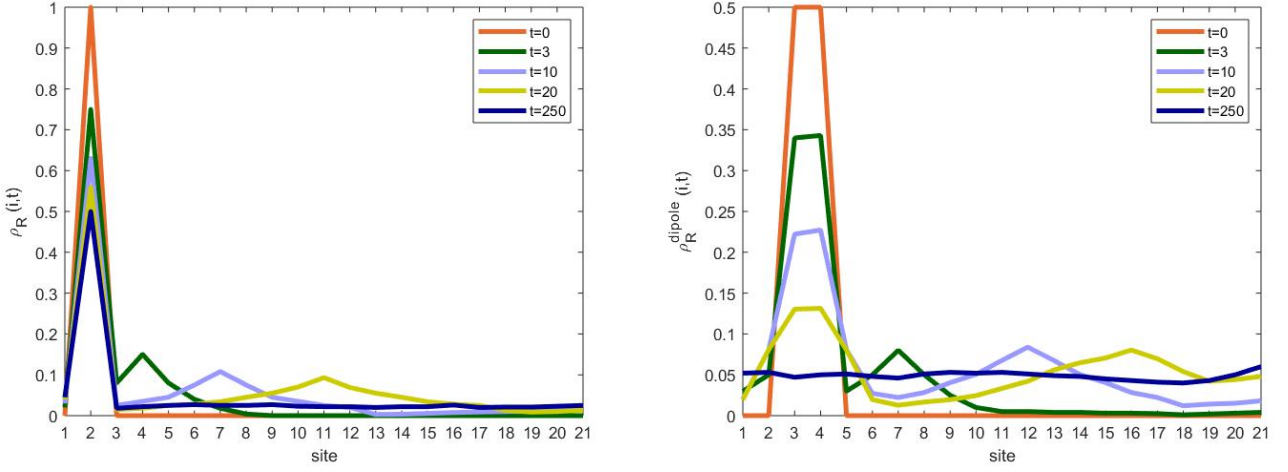 1
0.9
0.8
0.7
0.6
0.5
0.4
0.3
0.2
0.1
0
ρR (i,t)
1 2 3 4 5 6 7 8 9 10 11 12 13 14 15 16 17 18 19 20 21
site
t=0
t=3
t=10
t=20
t=250
0.5
0.45
0.4
0.35
0.3
0.25
0.2
0.15
0.1
0.05
0
ρR dipole (i,t)
1 2 3 4 5 6 7 8 9 10 11 12 13 14 15 16 17 18 19 20 21
site
t=0
t=3
t=10
t=20
t=250